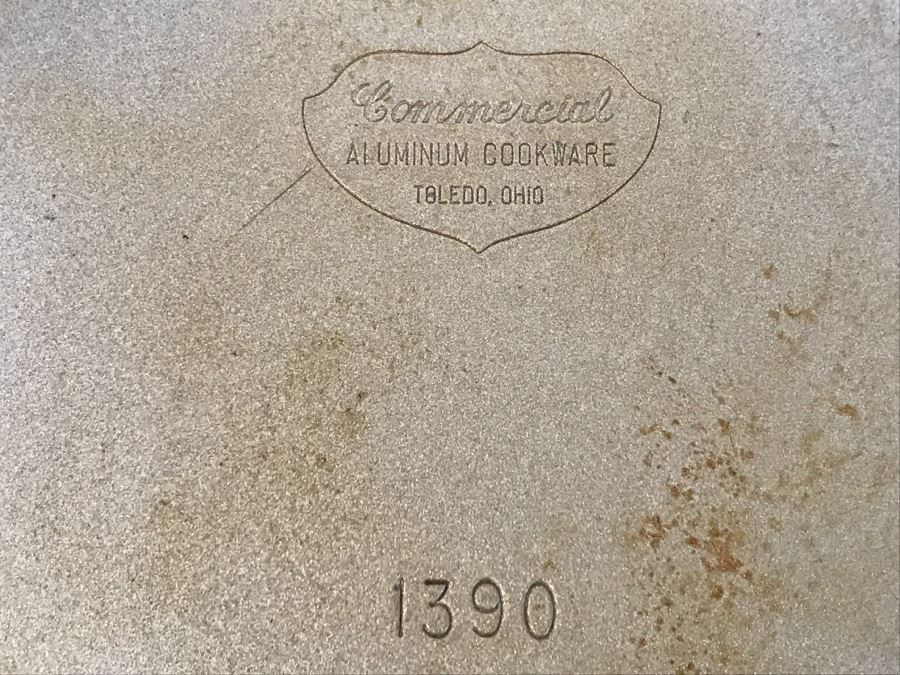 Commercial
ALUMINUM COOKWARE
TOLEDO, OHIO
1390